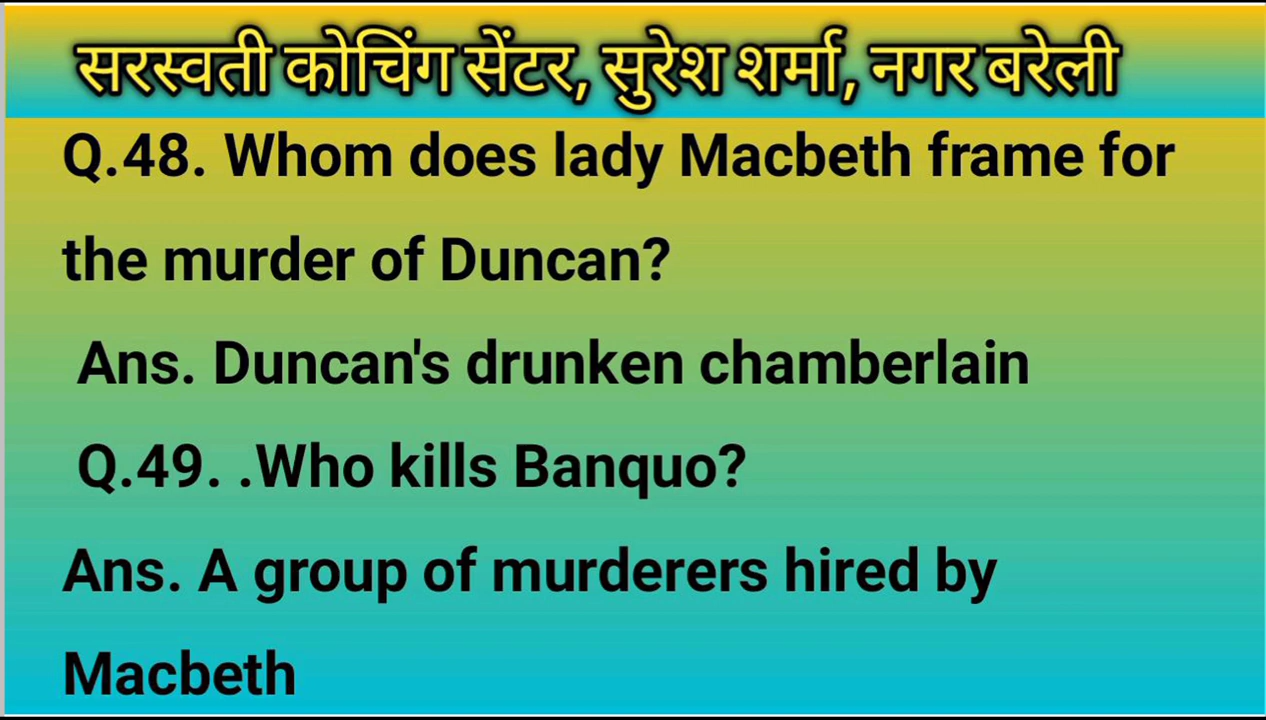 सरस्वती कोचिंग सेंटर, सुरेश शर्मा, नगर बरेली
Q.48. Whom does lady Macbeth frame for
the murder of Duncan?
Ans. Duncan's drunken chamberlain
Q.49. .Who kills Banquo?
Ans. A group of murderers hired by
Macbeth